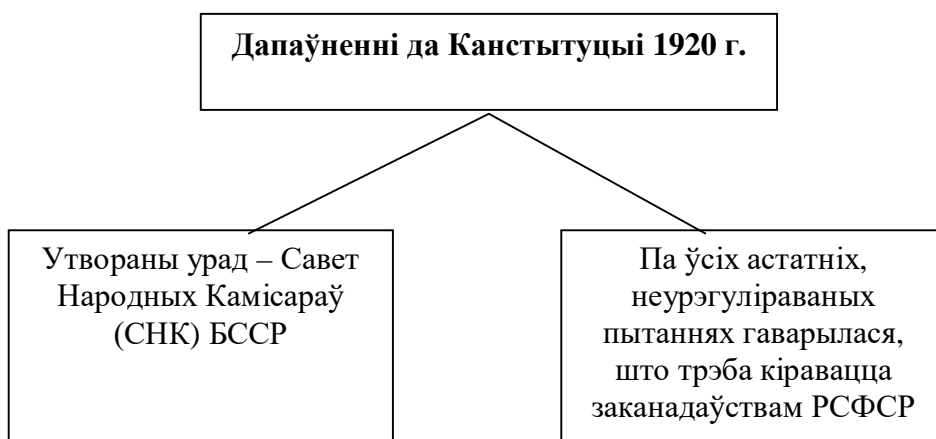 Дапаўненні да Канстытуцыі 1920 г.
Утвораны урад – Савет
Народных Камісараў
(СНК) БССР
Па ўсіх астатніх,
неурэгуліраваных
пытаннях гаварылася,
што трэба кіравацца
заканадаўствам РСФСР